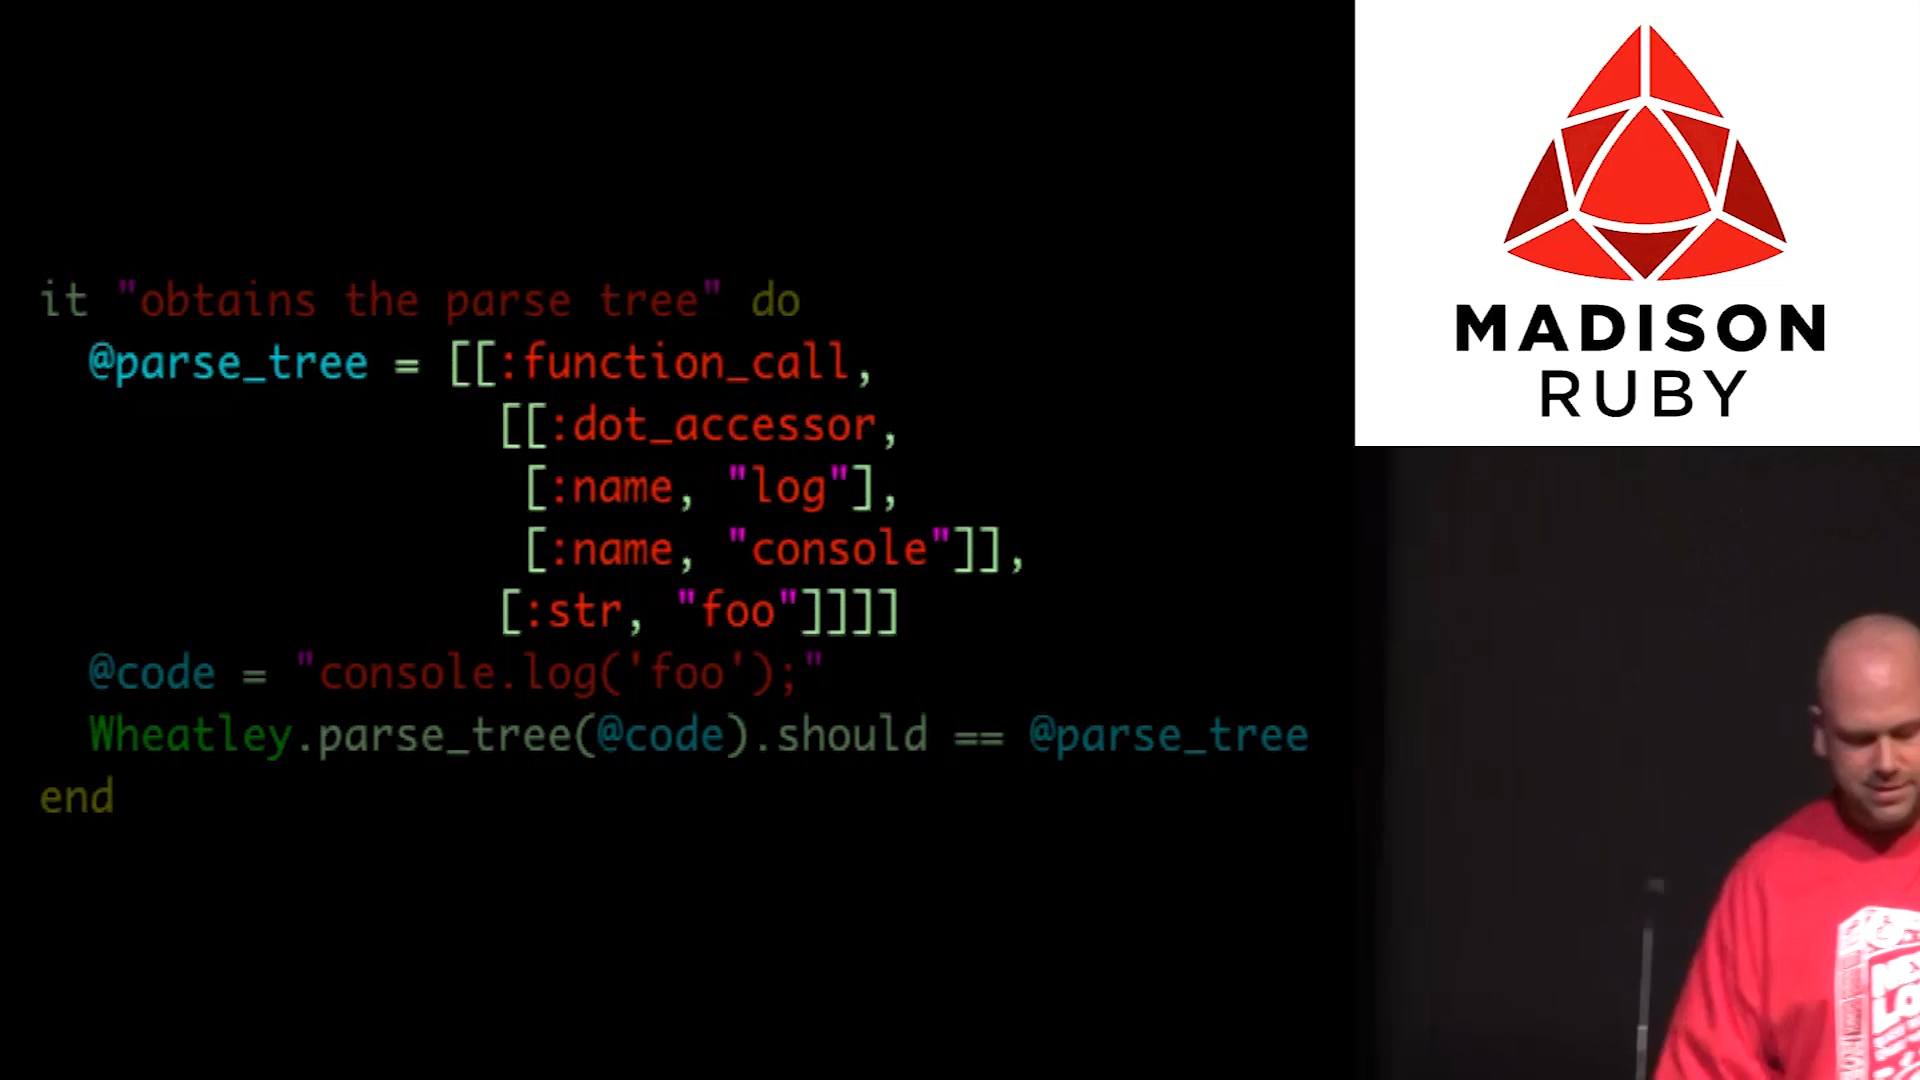 it "obtains the parse tree" do
  @parse_tree = [[:function_call,
                  [[:dot_accessor,
                   [:name, "log"],
                   [:name, "console"]],
                  [:str, "foo"]]]]
  @code = "console.log('foo');"
  Wheatley.parse_tree(@code).should == @parse_tree
end
MADISON
RUBY